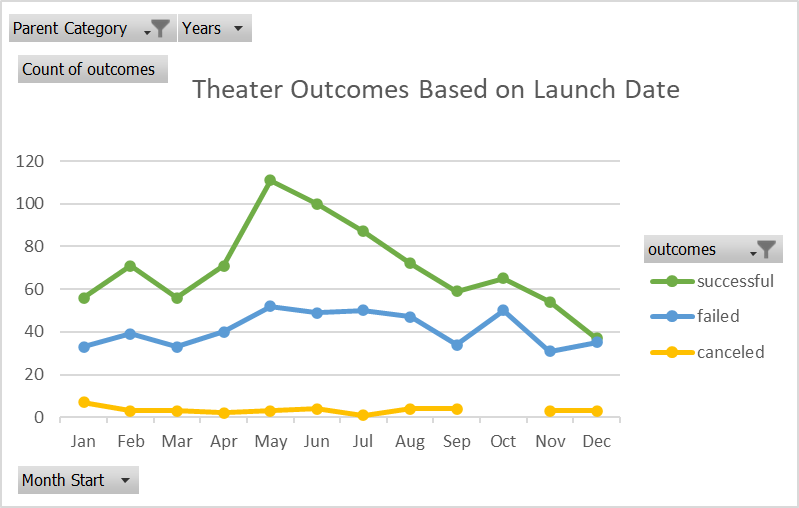 Parent Category Years
Count of outcomes
Theater Outcomes Based on Launch Date
120
100
80
60
40
20
0
Jan Feb Mar Apr May Jun Jul Aug Sep Oct Nov Dec
outcomes
successful
failed
canceled
Month Start